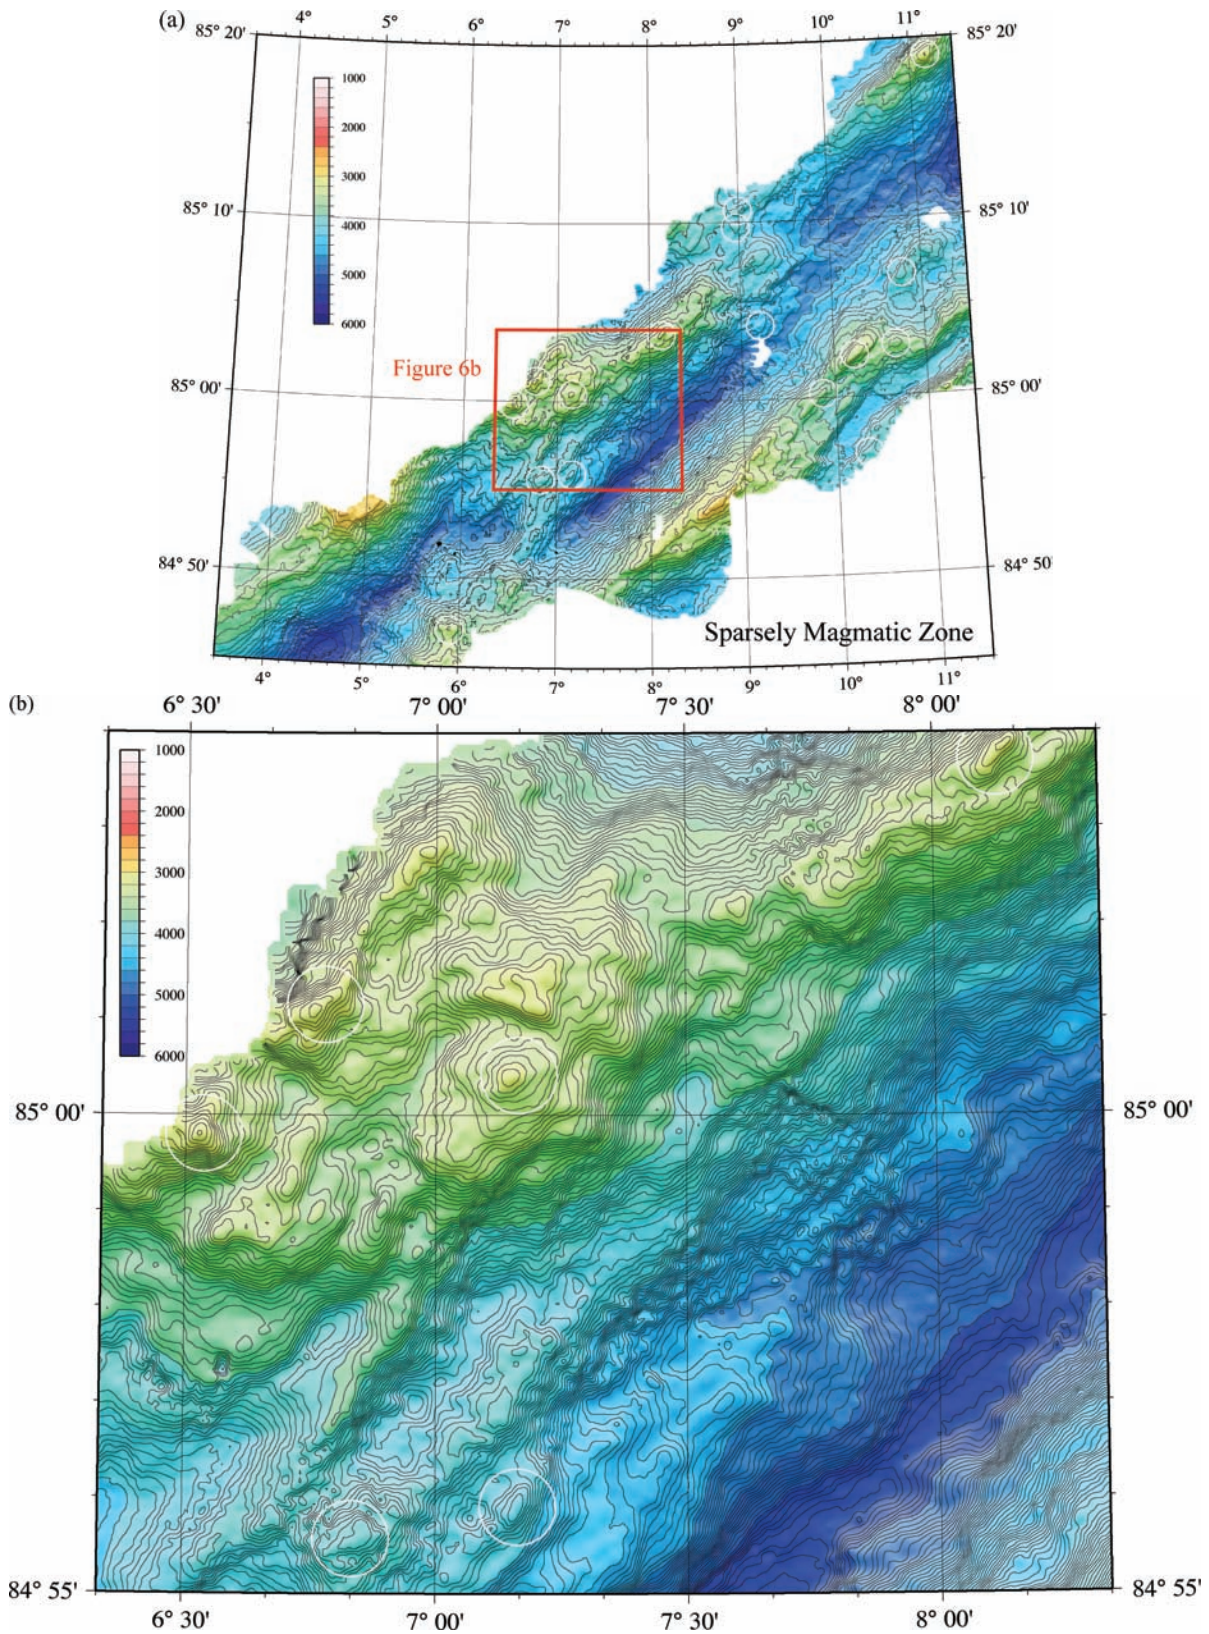 (a)
4° 5° 6° 7° 8° 9° 10° 11°
85° 20' 85° 20'
1000
2000
3000
4000
5000
6000
85° 10' 85° 10'
Figure 6b
85° 00' 85° 00'
84° 50' 84° 50'
Sparsely Magmatic Zone
4° 5° 6° 7° 8° 9° 10° 11°
(b)
6° 30' 7° 00' 7° 30' 8° 00'
1000
2000
3000
4000
5000
6000
85° 00' 85° 00'
84° 55' 84° 55'
6° 30' 7° 00' 7° 30' 8° 00'